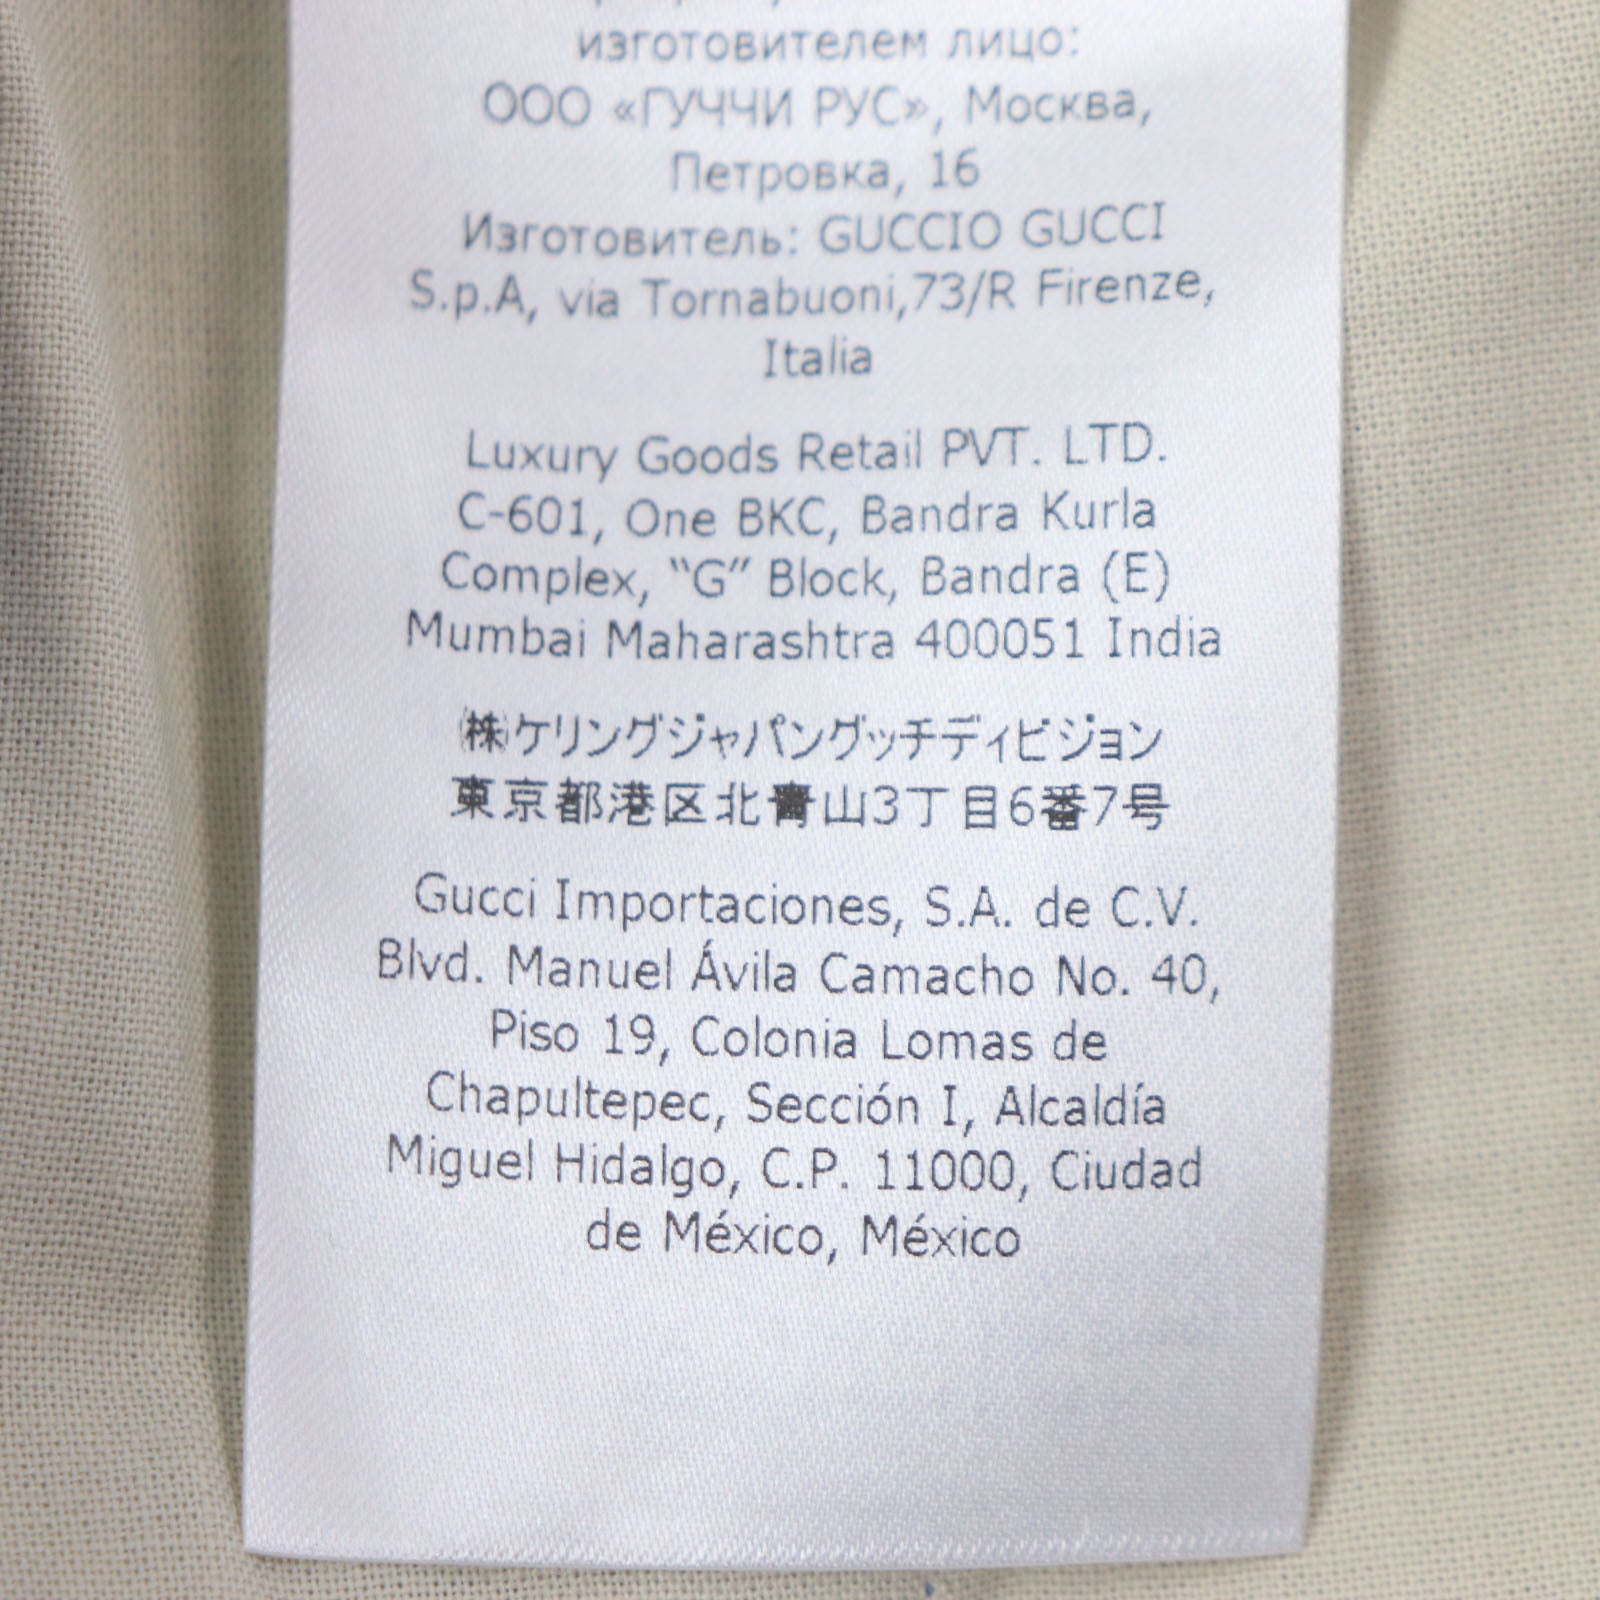 изготовителем лицо:
ООО «ГУЧЧИ РУС», Москва,
Петровка, 16
Изготовитель: GUCCIO GUCCI
S.p.A, via Tornabuoni,73/R Firenze,
Italia
Luxury Goods Retail PVT. LTD.
C-601, One BKC, Bandra Kurla
Complex, “G” Block, Bandra (E)
Mumbai Maharashtra 400051 India
㈱ケリングジャパングッチディビジョン
東京都港区北青山3丁目6番7号
Gucci Importaciones, S.A. de C.V.
Blvd. Manuel Ávila Camacho No. 40,
Piso 19, Colonia Lomas de
Chapultepec, Sección I, Alcaldía
Miguel Hidalgo, C.P. 11000, Ciudad
de México, México